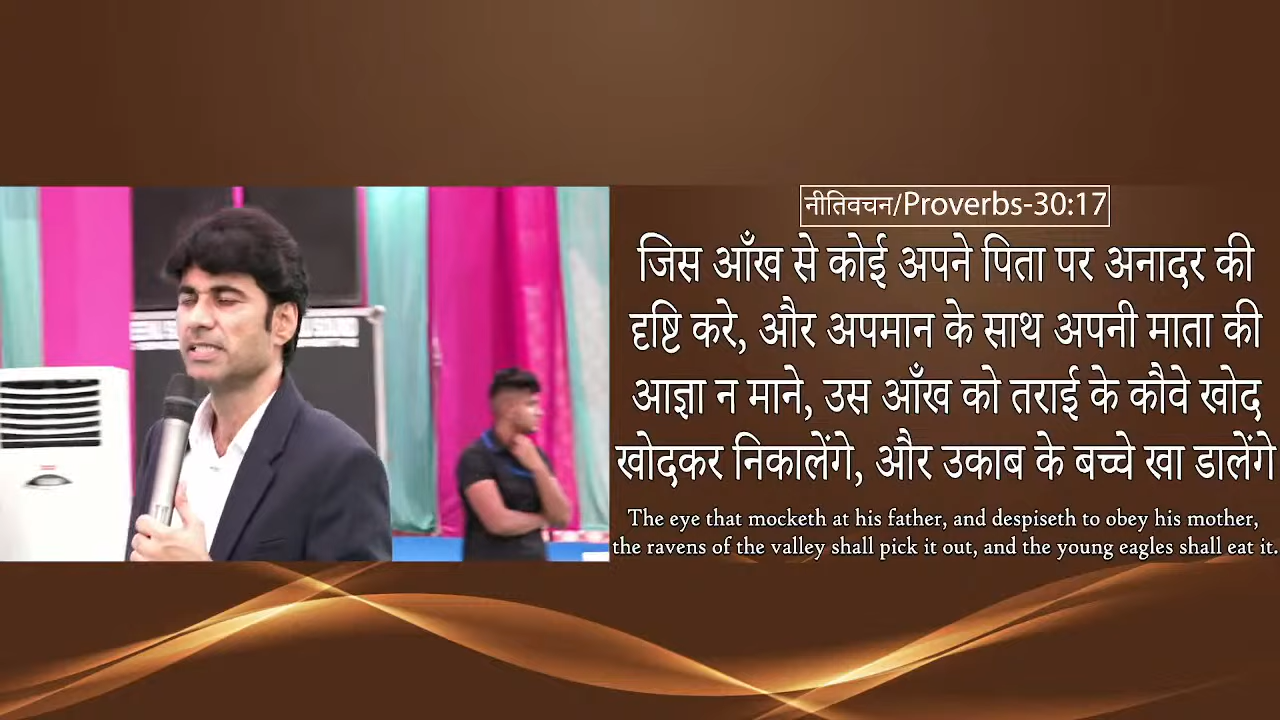 नीतिवचन/Proverbs-30:17
जिस आँख से कोई अपने पिता पर अनादर की
दृष्टि करे, और अपमान के साथ अपनी माता की
आज्ञा न माने, उस आँख को तराई के कौवे खोद
खोदकर निकालेंगे, और उकाब के बच्चे खा डालेंगे
The eye that mocketh at his father, and despiseth to obey his mother,
the ravens of the valley shall pick it out, and the young eagles shall eat it.